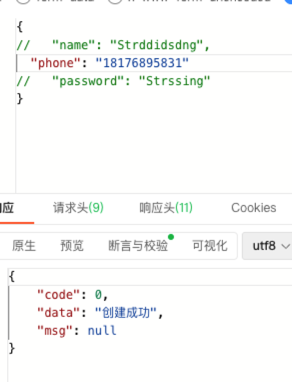 {
//   "name": "Strddidsdng",
"phone": "18176895831"
//   "password": "Strssing"
}
应 请求头(9) 响应头(11) Cookies
原生 预览 断言与校验 可视化 utf8
{
"code": 0,
"data": "创建成功",
"msg": null
}